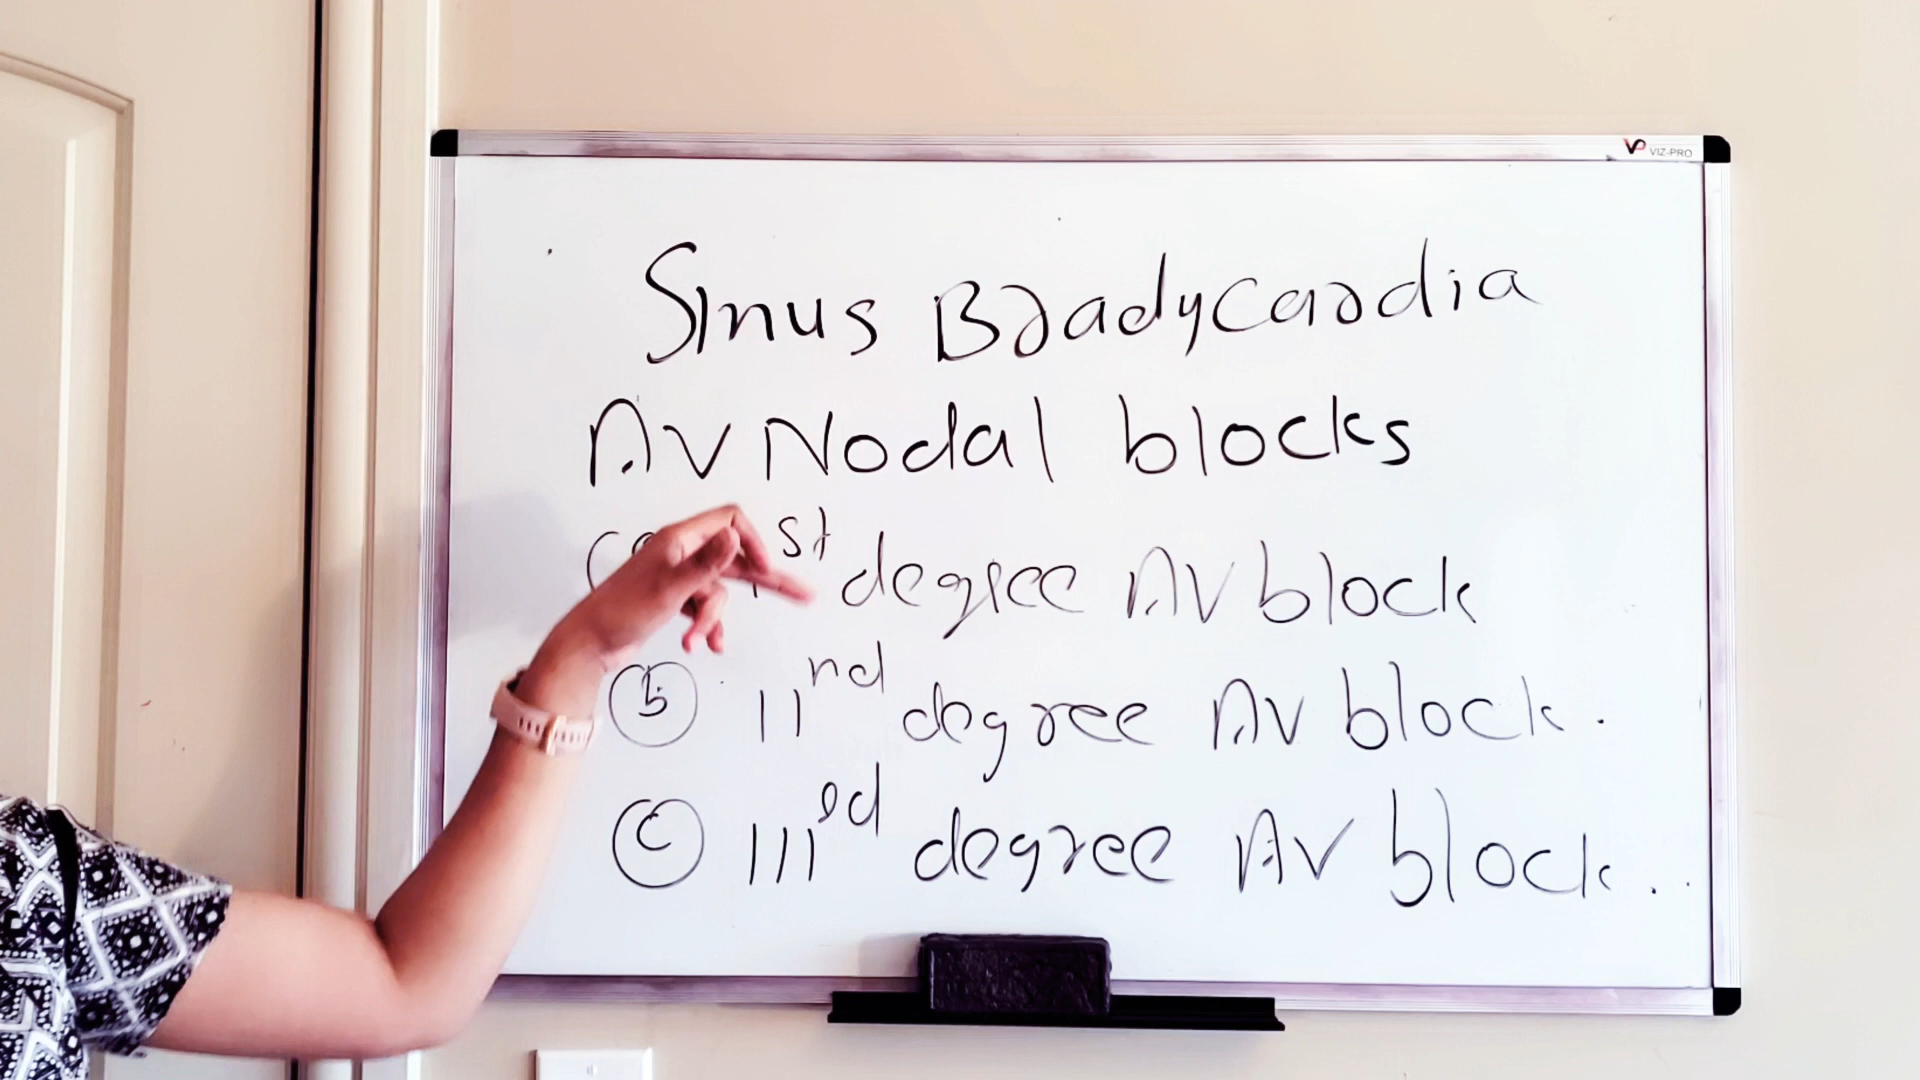 VP VIZ-PRO
Sinus Bradycardia
AV Nodal blocks
st degree AV block
b IInd degree AV block.
c IIIrd degree AV block..